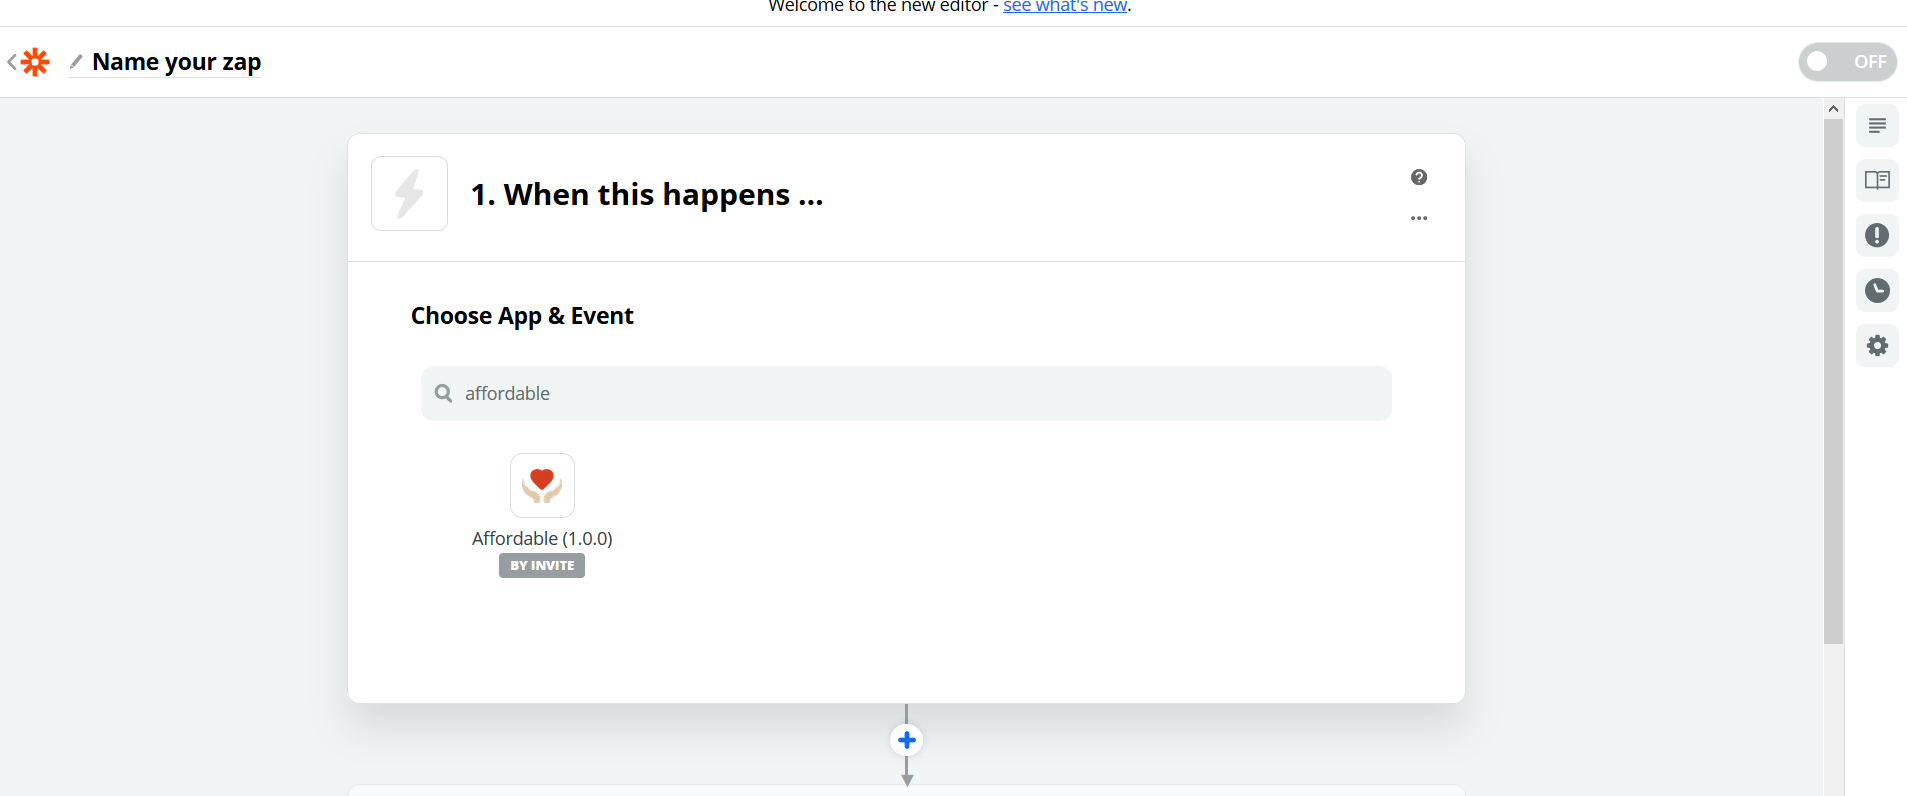 Welcome to the new editor - see what's new.
Name your zap
OFF
1. When this happens ...
Choose App & Event
affordable
Affordable (1.0.0)
BY INVITE